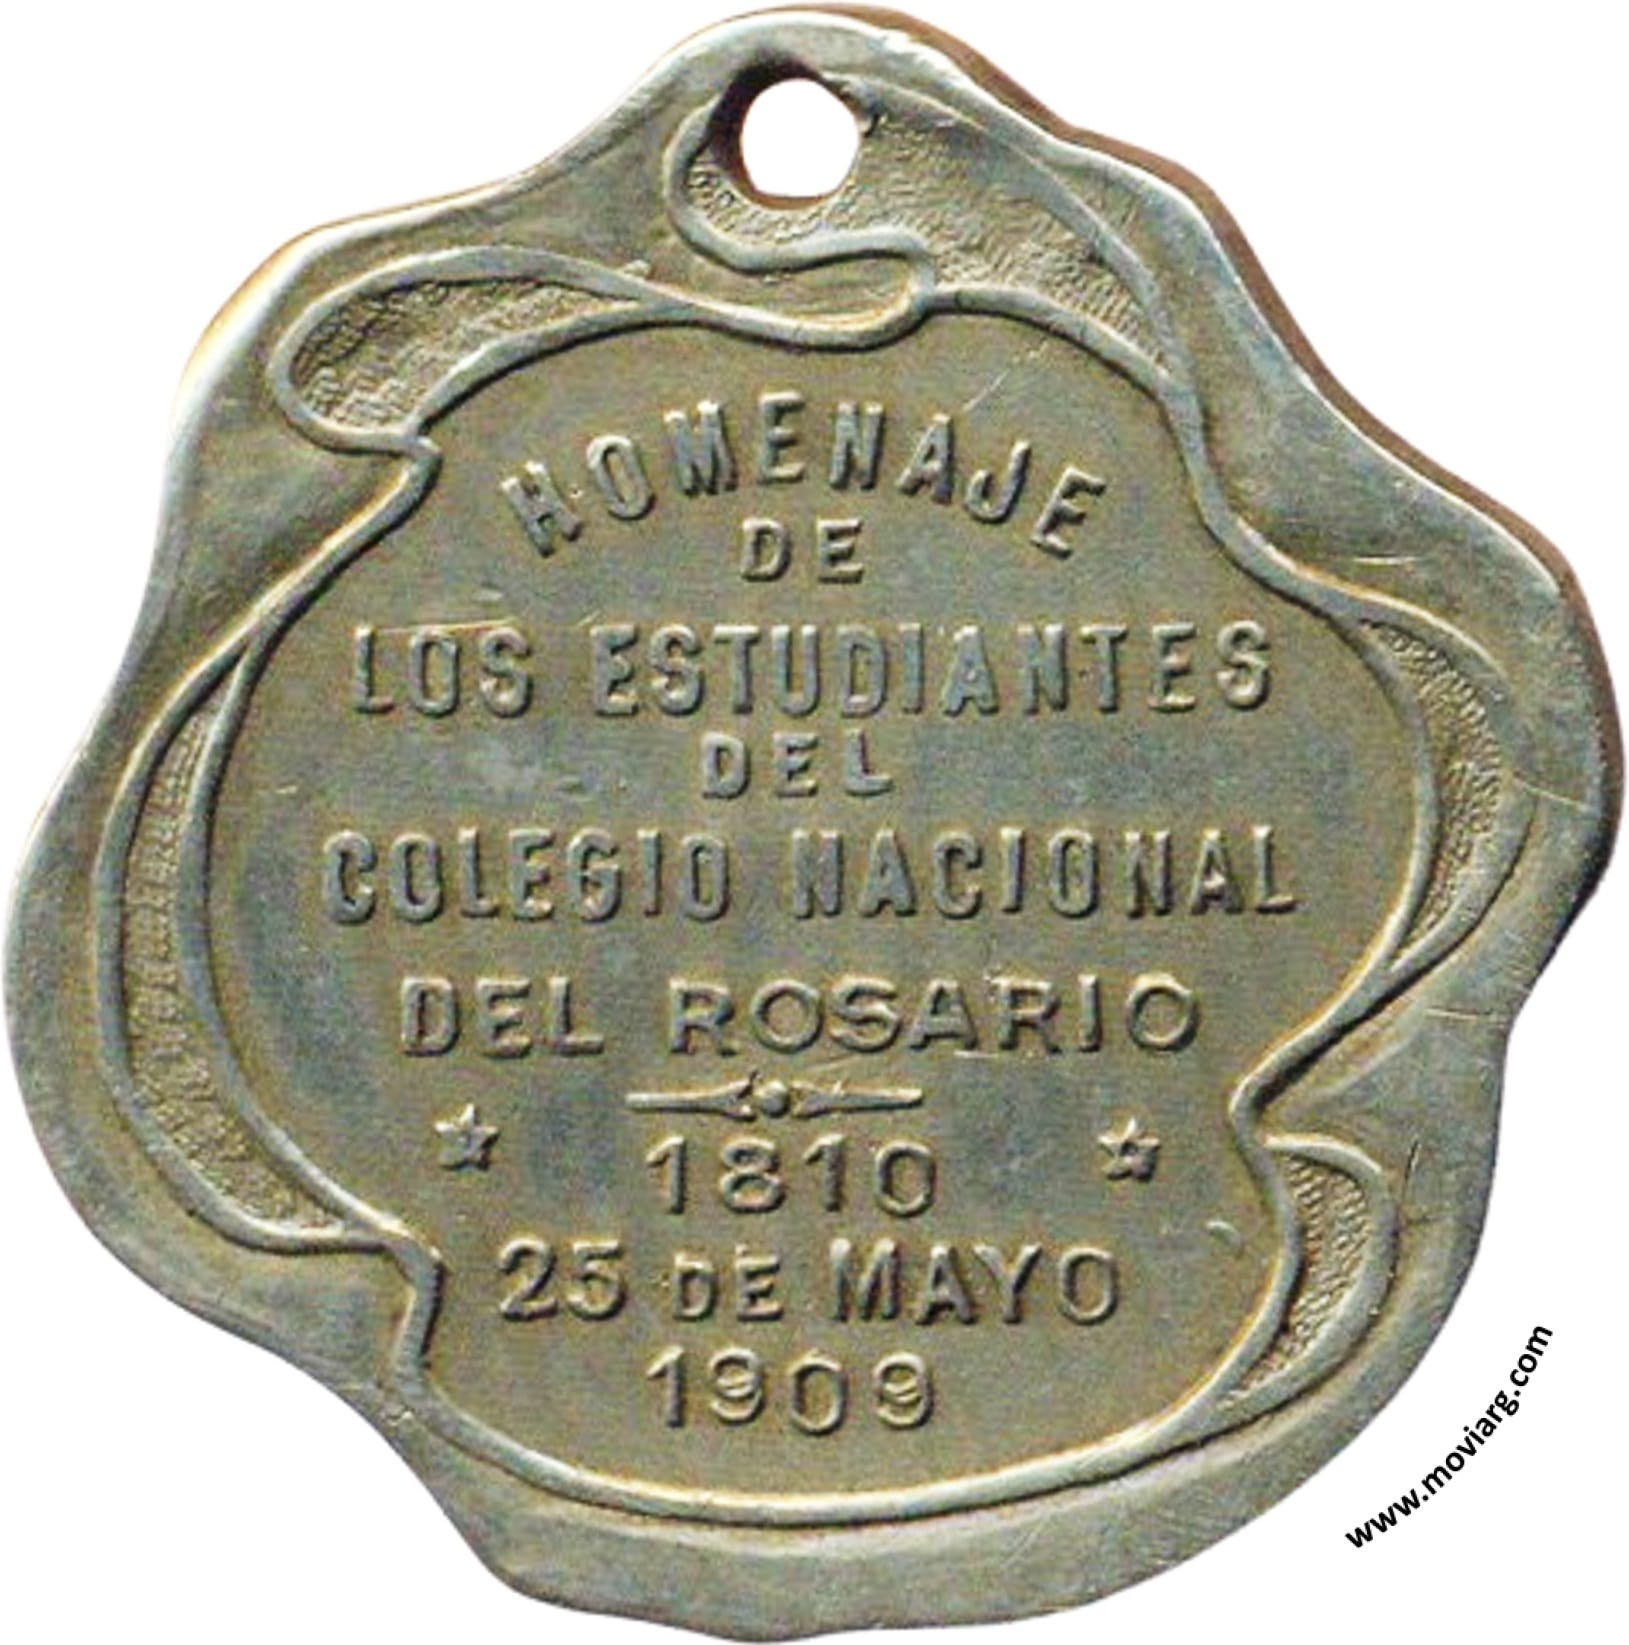 HOMENAJE
DE
LOS ESTUDIANTES
DEL
COLEGIO NACIONAL
DEL ROSARIO
1810
25 DE MAYO
1909
www.moviarg.com